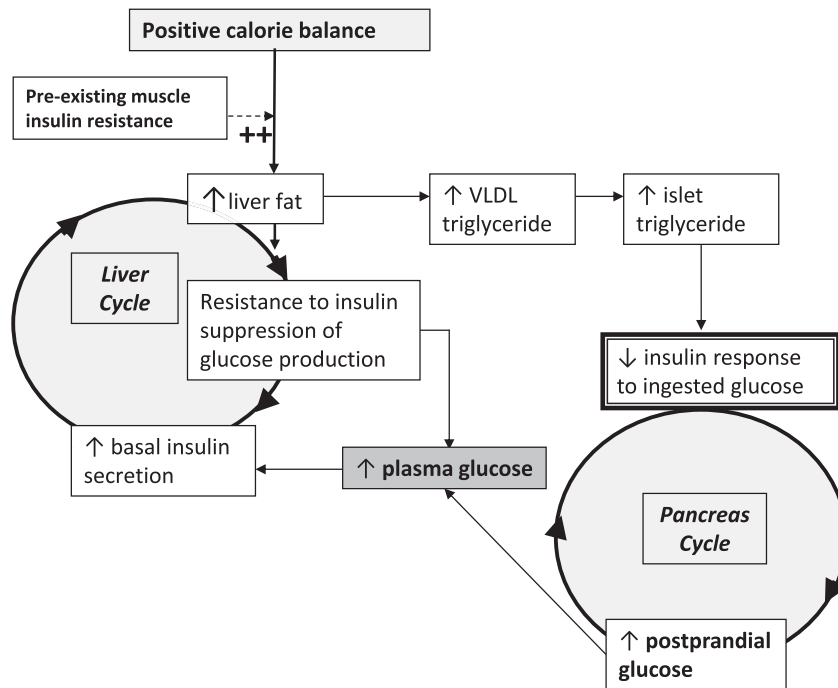 Positive calorie balance
Pre-existing muscle
insulin resistance
++
↑ liver fat
↑ VLDL
triglyceride
↑ islet
triglyceride
Liver
Cycle
Resistance to insulin
suppression of
glucose production
↓ insulin response
to ingested glucose
↑ basal insulin
secretion
↑ plasma glucose
Pancreas
Cycle
↑ postprandial
glucose